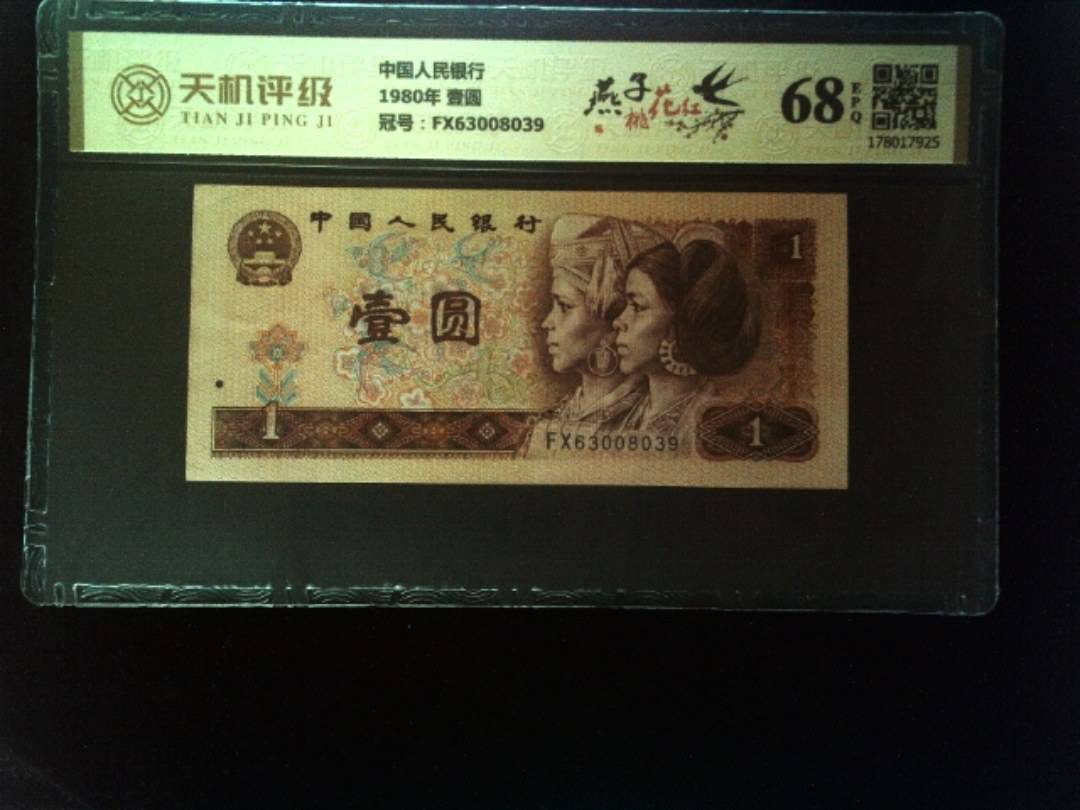 天机评级
TIAN JI PING JI
中国人民银行
1980年 壹圆
冠号：FX63008039
燕子桃花红
68
EPQ
178017925
中国人民银行
1
壹圆
1
FX63008039
1